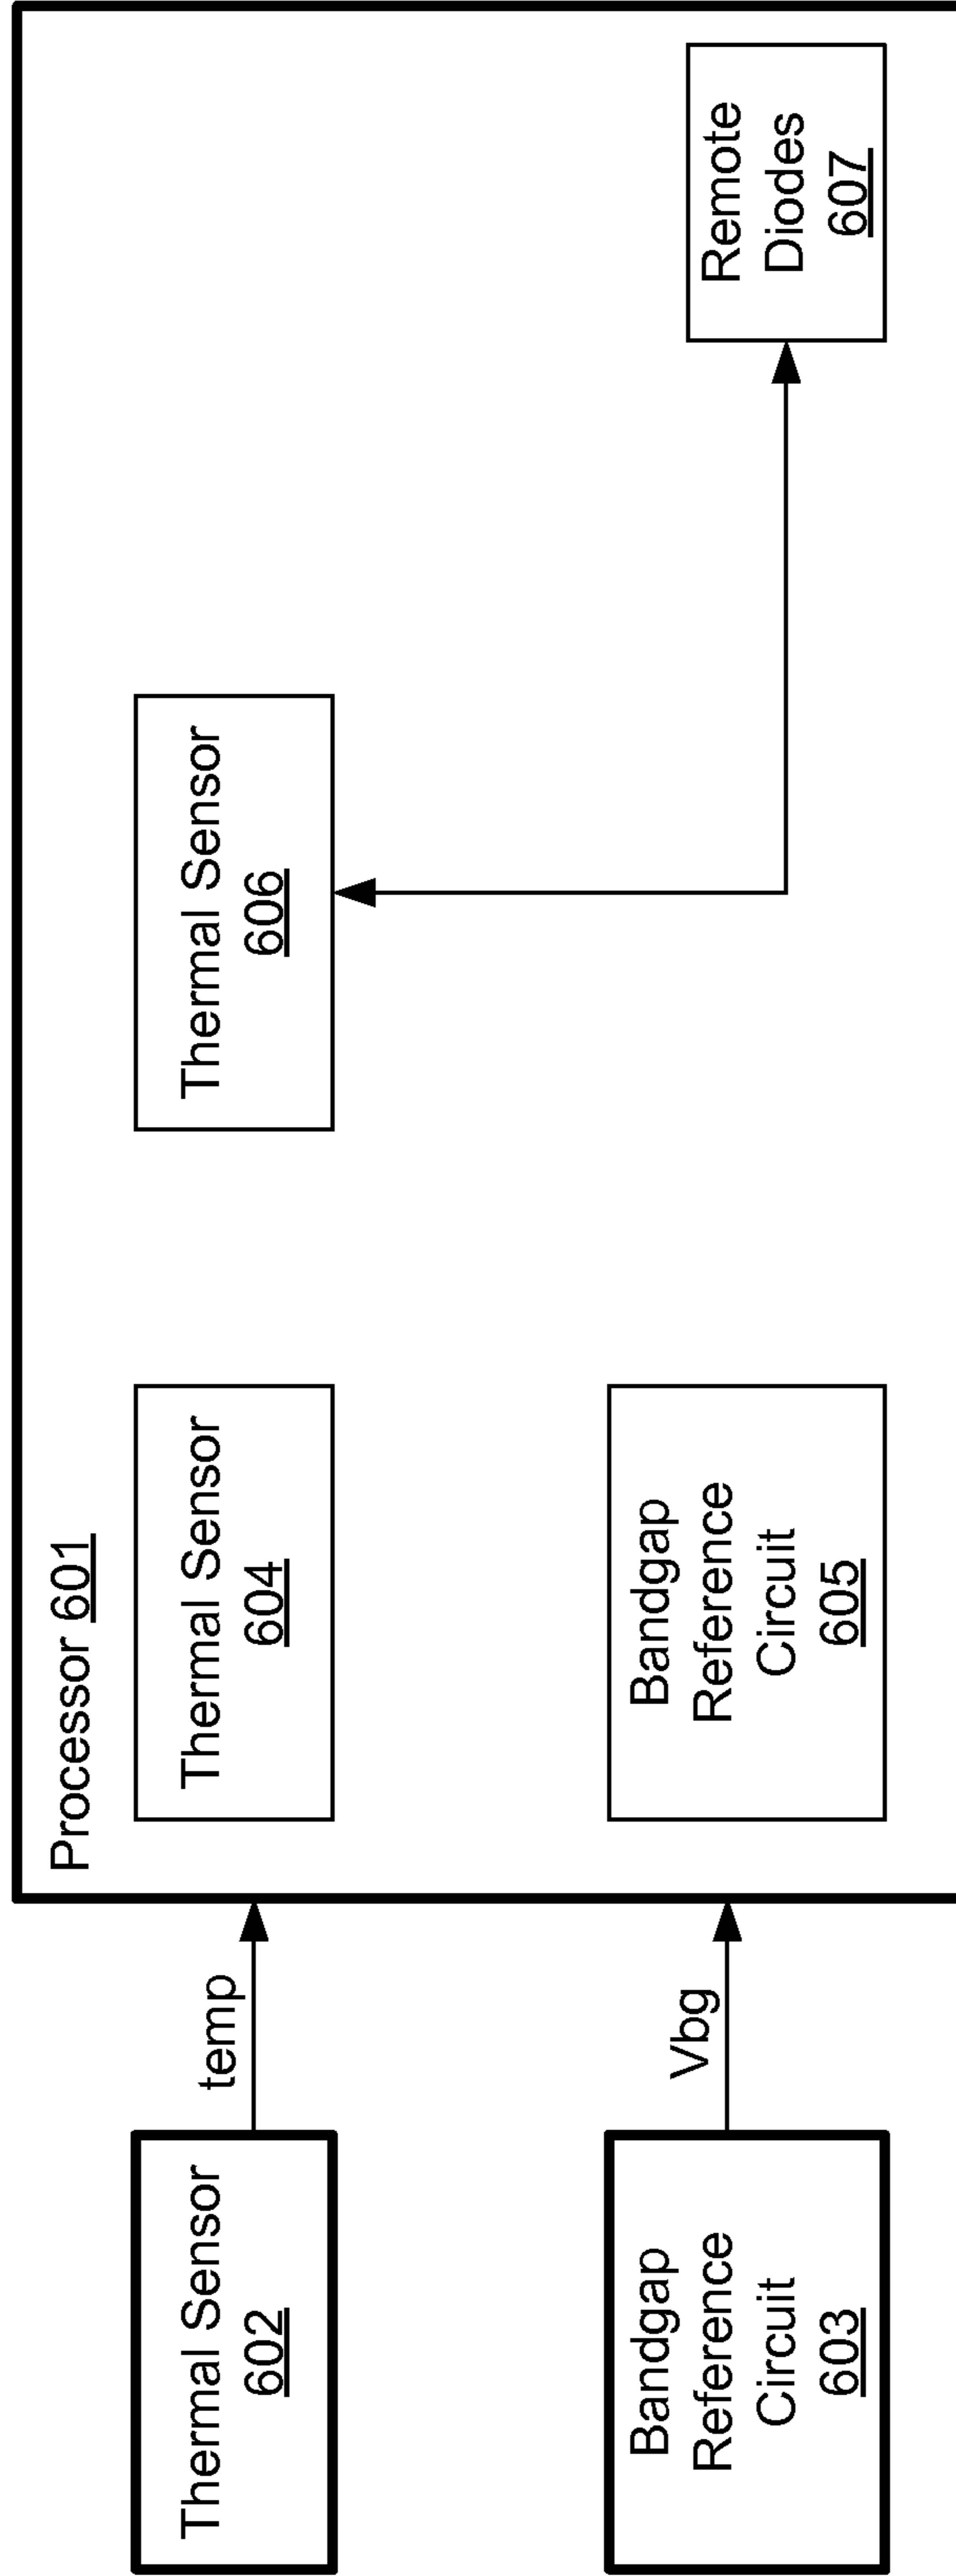 Processor 601
Thermal Sensor
602
temp
Thermal Sensor
604
Thermal Sensor
606
Bandgap
Reference
Circuit
603
Vbg
Bandgap
Reference
Circuit
605
Remote
Diodes
607